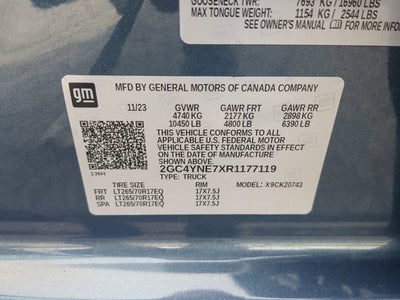 GOOSENECK TWR: 7693 KG / 16960 LBS
MAX TONGUE WEIGHT: 1154 KG / 2544 LBS
SEE OWNER'S MANUAL FOR MORE INFOR
gm
MFD BY GENERAL MOTORS OF CANADA COMPANY
11/23 GVWR GAWR FRT GAWR RR
4740 KG 2177 KG 2898 KG
10450 LB 4800 LB 6390 LB
THIS VEHICLE CONFORMS TO ALL APPLICABLE
U.S. FEDERAL MOTOR VEHICLE SAFETY
STANDARDS IN EFFECT ON THE DATE OF
MANUFACTURE SHOWN ABOVE.
2GC4YNE7XR1177119
TYPE: TRUCK X9CK20743
136H
TIRE SIZE RIM
FRT LT265/70R17EQ 17X7.5J
RR LT265/70R17EQ 17X7.5J
SPA LT265/70R17EQ 17X7.5J